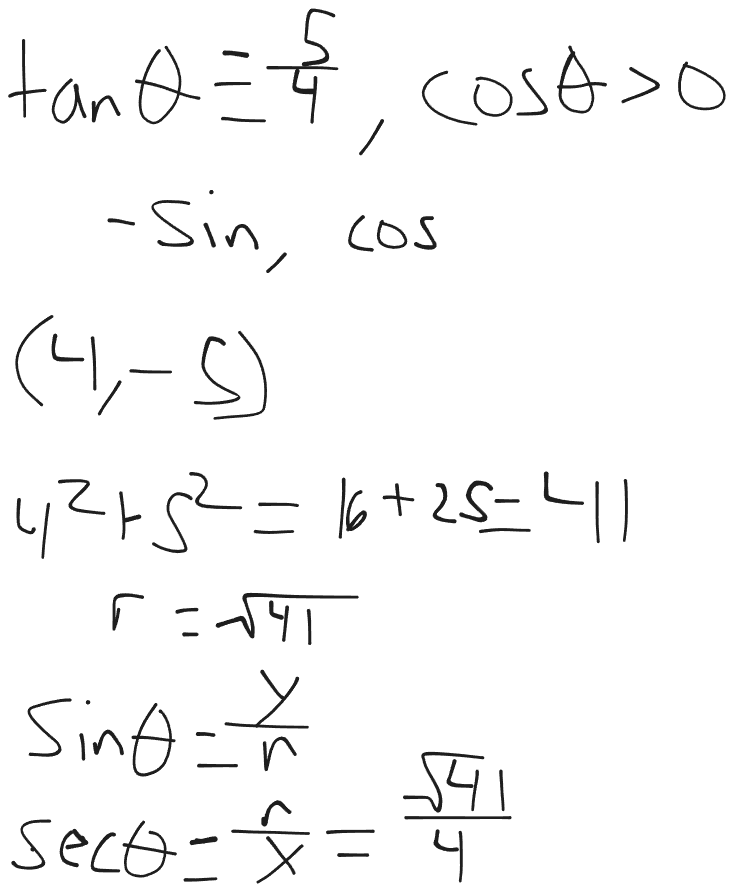 tanθ = 5/4, cosθ > 0
-sin, cos
(4, -5)
4² + 5² = 16 + 25 = 41
r = √41
sinθ = y/r
secθ = r/x = √41/4